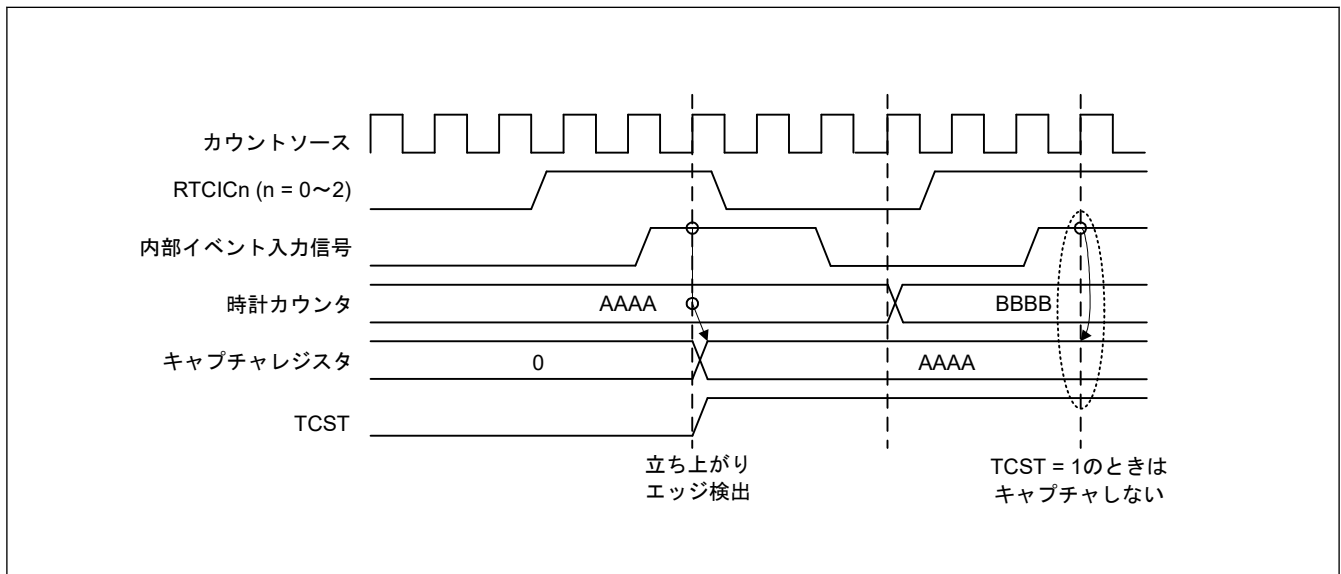 カウントソース
RTCICn (n = 0～2)
内部イベント入力信号
時計カウンタ
AAAA
BBBB
キャプチャレジスタ
0
AAAA
TCST
立ち上がり
エッジ検出
TCST = 1のときは
キャプチャしない